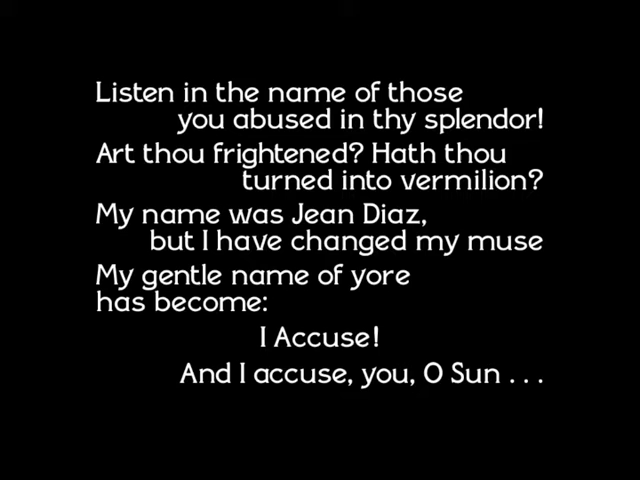 Listen in the name of those
you abused in thy splendor!
Art thou frightened? Hath thou
turned into vermilion?
My name was Jean Diaz,
but I have changed my muse
My gentle name of yore
has become:
I Accuse!
And I accuse, you, O Sun . . .